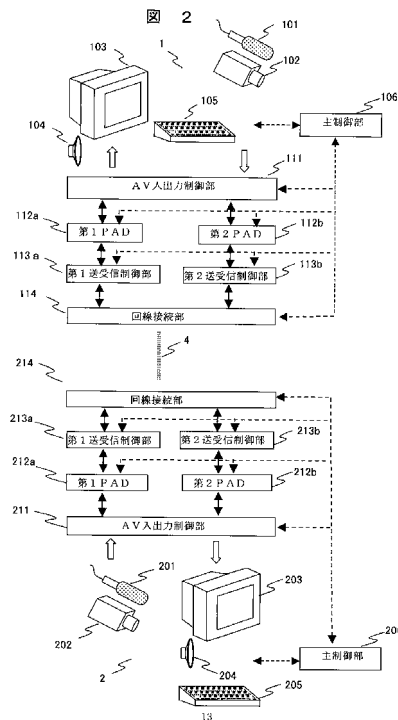 図 2
101
103
1
102
105
106
主制御部
104
111
AV入出力制御部
112a
第1PAD
第2PAD
112b
113a
第1送受信制御部
第2送受信制御部
113b
114
回線接続部
4
214
回線接続部
213a
第1送受信制御部
第2送受信制御部
213b
212a
第1PAD
第2PAD
212b
211
AV入出力制御部
201
203
202
204
主制御部
2
205
13